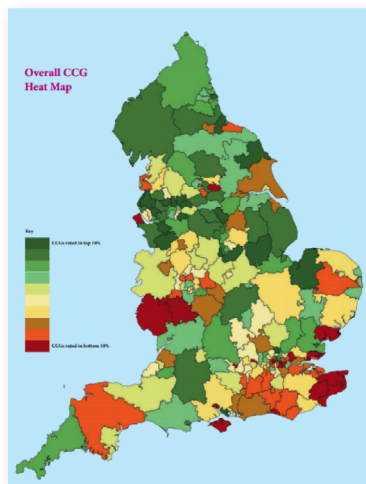 Overall CCG
Heat Map
Key
CCGs rated in top 10%
CCGs rated in bottom 10%